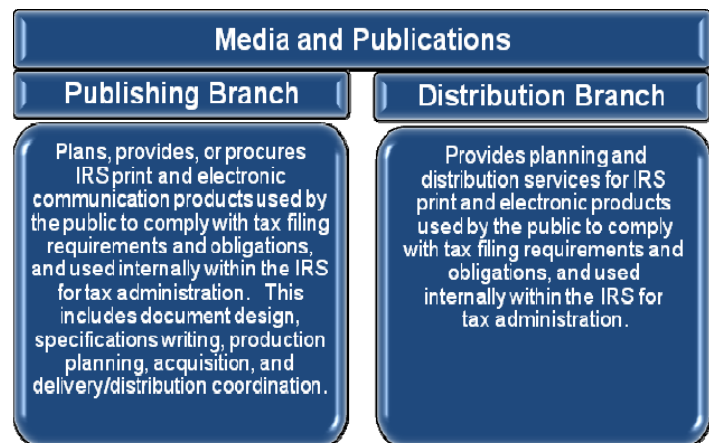 Media and Publications
Publishing Branch
Plans, provides, or procures
IRS print and electronic
communication products used by
the public to comply with tax filing
requirements and obligations,
and used internally within the IRS
for tax administration. This
includes document design,
specifications writing, production
planning, acquisition, and
delivery/distribution coordination.
Distribution Branch
Provides planning and
distribution services for IRS
print and electronic products
used by the public to comply
with tax filing requirements and
obligations, and used
internally within the IRS for
tax administration.